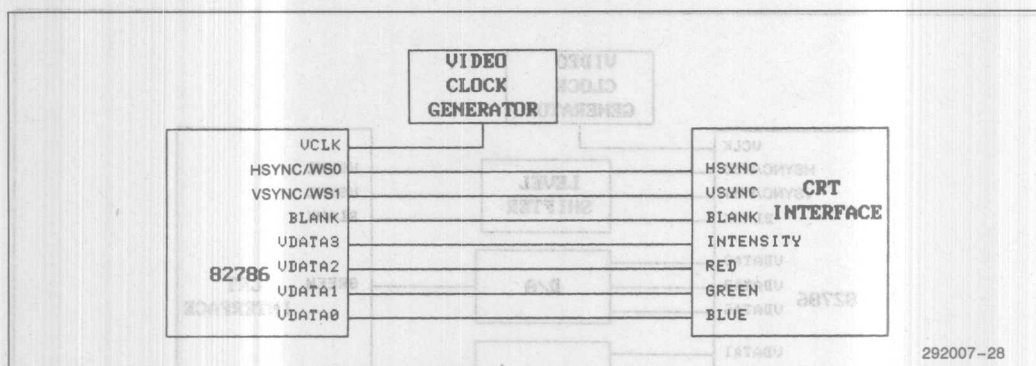 VIDEO
CLOCK
GENERATOR
VCLK
HSYNC/WS0
VSYNC/WS1
BLANK
VDATA3
VDATA2
VDATA1
VDATA0
82786
HSYNC
VSYNC
BLANK
INTENSITY
RED
GREEN
BLUE
CRT
INTERFACE
292007-28